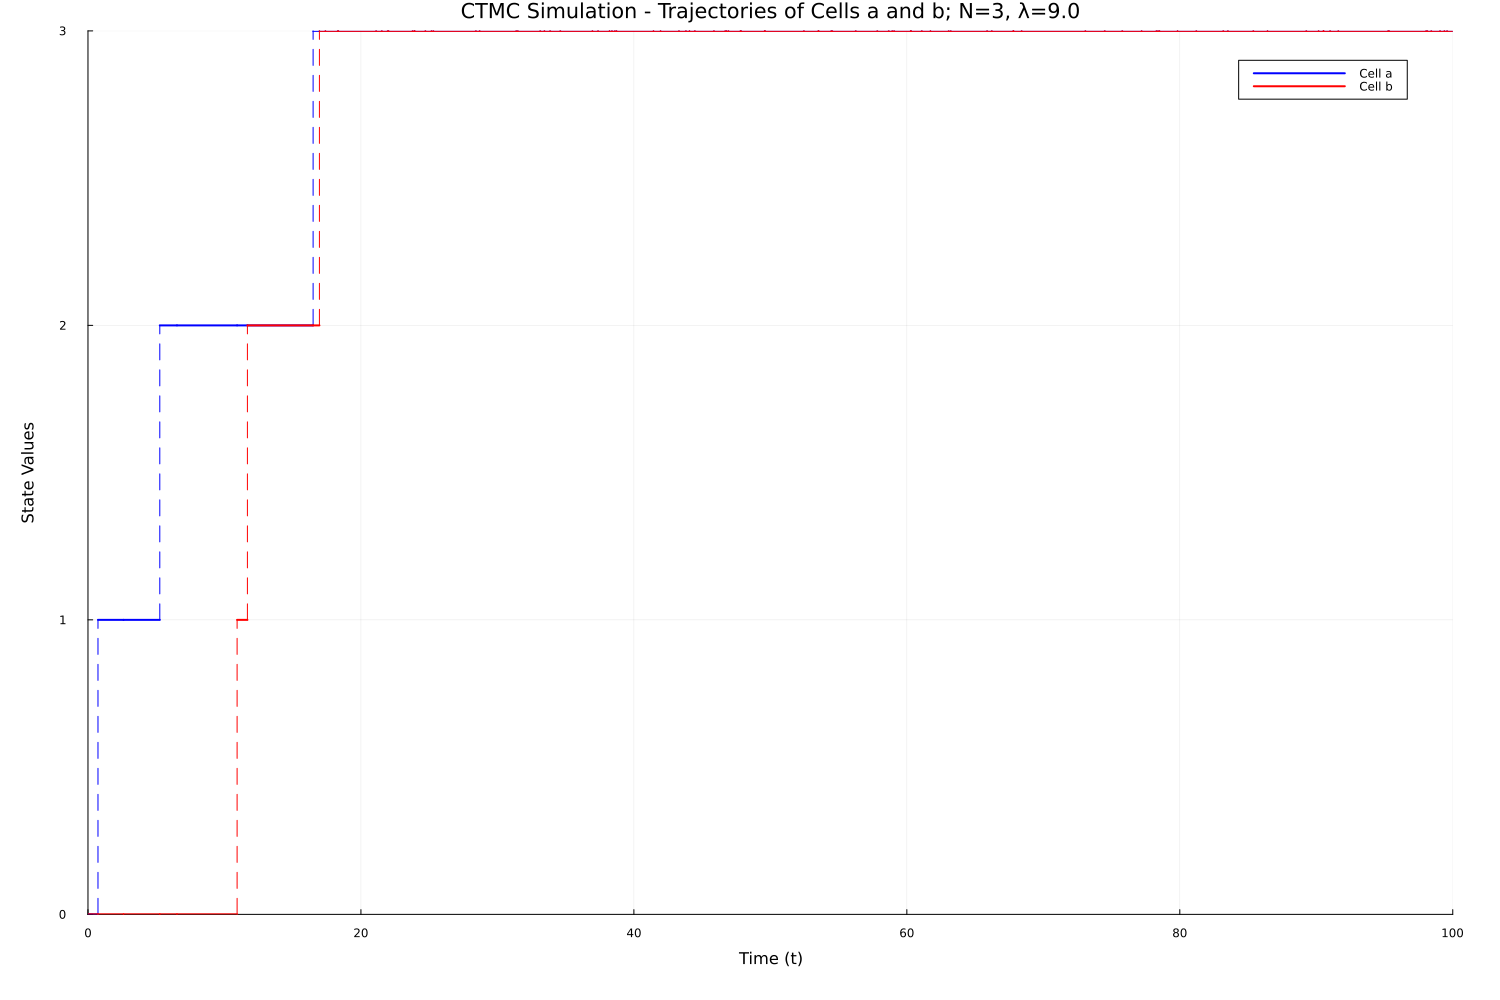 CTMC Simulation - Trajectories of Cells a and b; N=3, λ=9.0
3
Cell a
Cell b
2
State Values
1
0
0 20 40 60 80 100
Time (t)